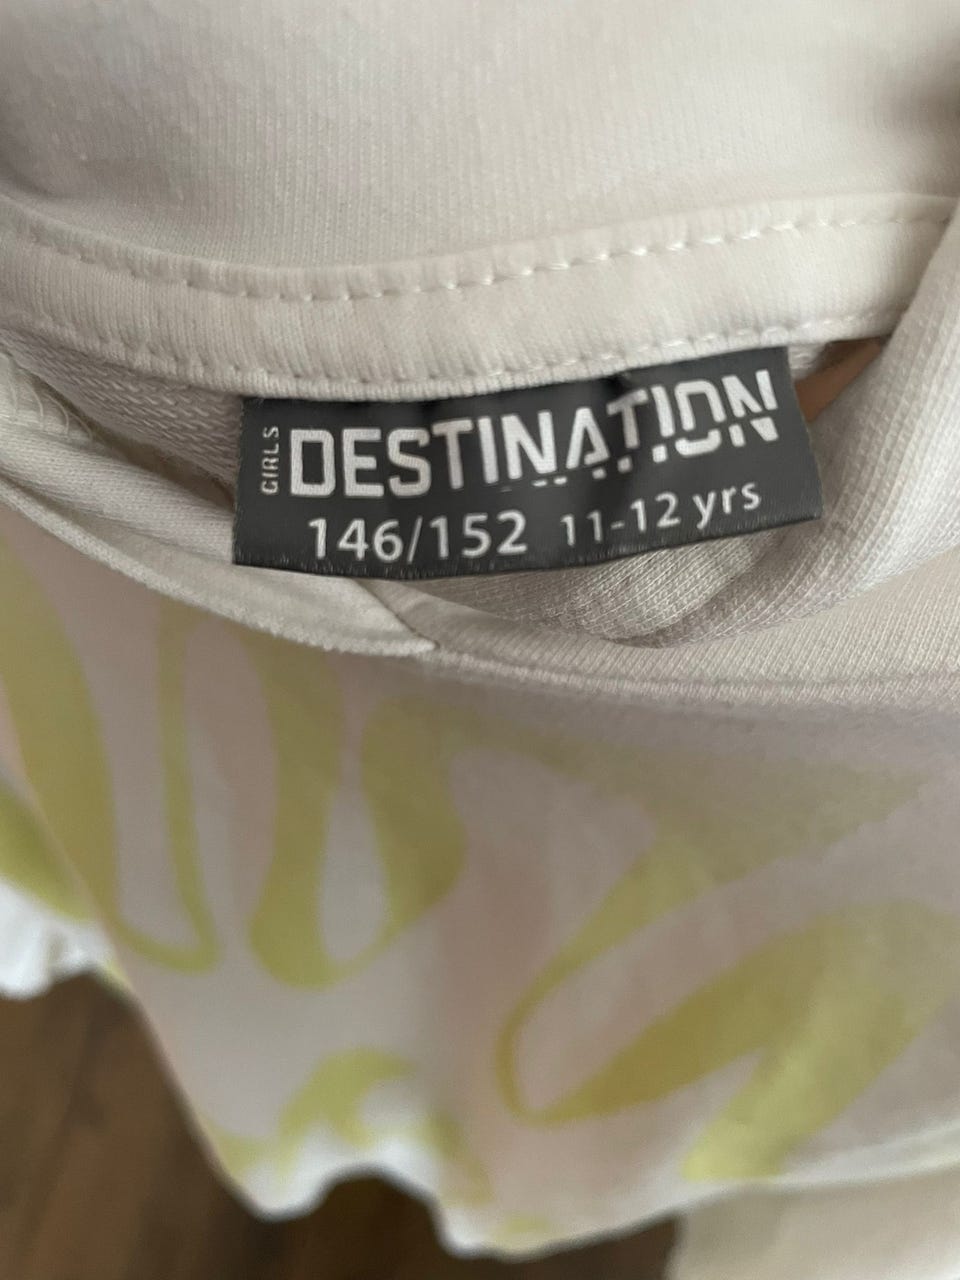 GIRLS
DESTINATION
146/152 11-12 yrs